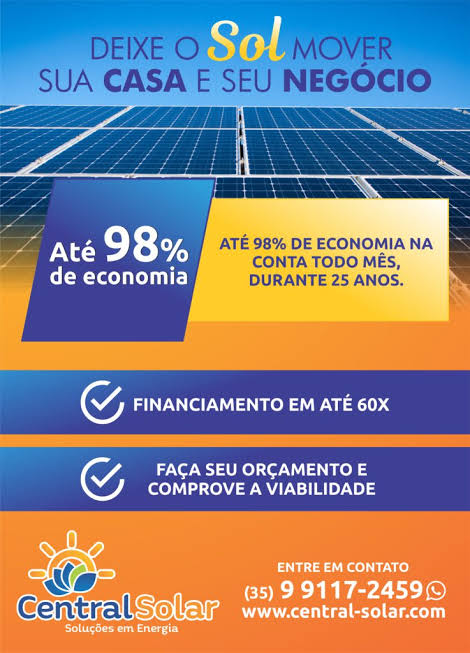 DEIXE O Sol MOVER
SUA CASA E SEU NEGÓCIO
Até 98%
de economia
ATÉ 98% DE ECONOMIA NA
CONTA TODO MÊS,
DURANTE 25 ANOS.
FINANCIAMENTO EM ATÉ 60X
FAÇA SEU ORÇAMENTO E
COMPROVE A VIABILIDADE
CentralSolar
Soluções em Energia
ENTRE EM CONTATO
(35) 9 9117-2459
www.central-solar.com